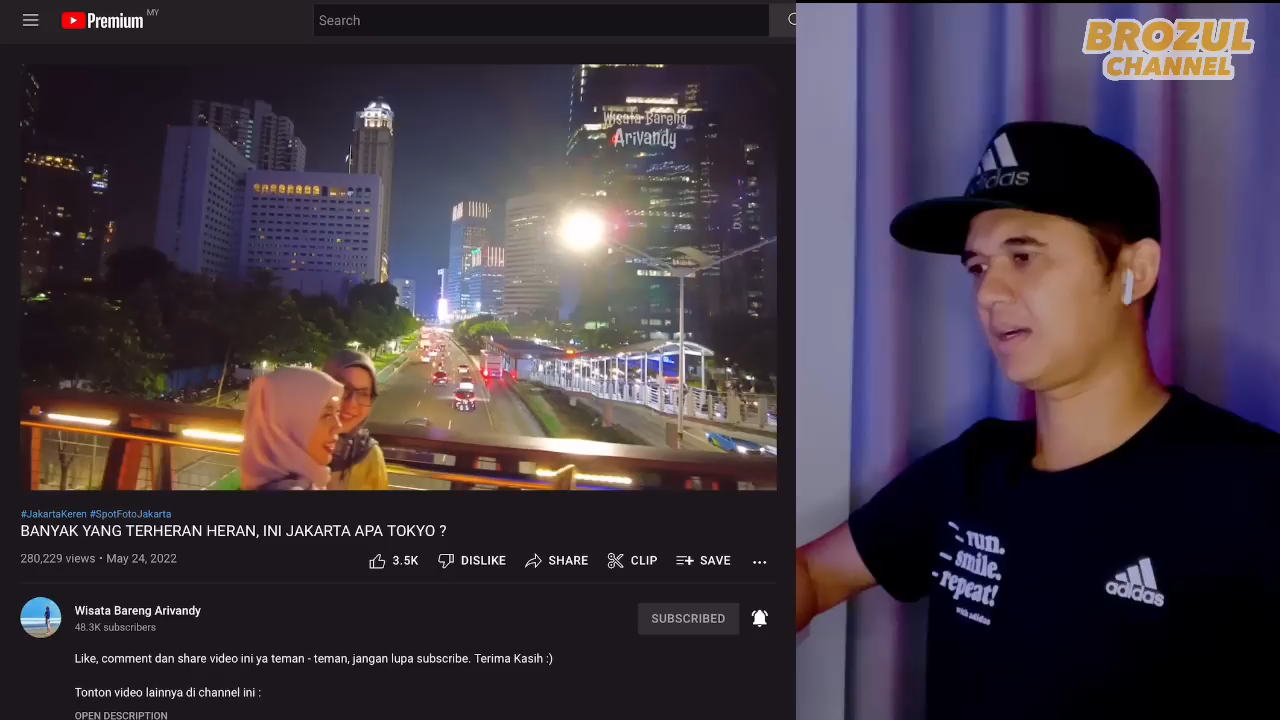 Premium MY
Search
BROZUL
CHANNEL
Wisata Bareng
Arivandy
adidas
#JakartaKeren #SpotFotoJakarta
BANYAK YANG TERHERAN HERAN, INI JAKARTA APA TOKYO ?
280,229 views • May 24, 2022
3.5K DISLIKE SHARE CLIP SAVE
run.
smile.
repeat!
with adidas
adidas
Wisata Bareng Arivandy
48.3K subscribers
SUBSCRIBED
Like, comment dan share video ini ya teman - teman, jangan lupa subscribe. Terima Kasih :)
Tonton video lainnya di channel ini :
OPEN DESCRIPTION